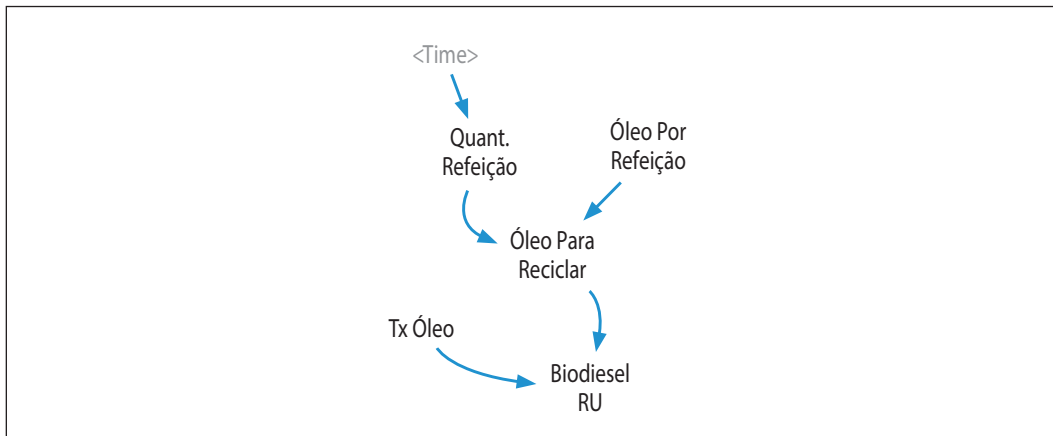 <Time>
Quant.
Refeição
Óleo Por
Refeição
Óleo Para
Reciclar
Tx Óleo
Biodiesel
RU